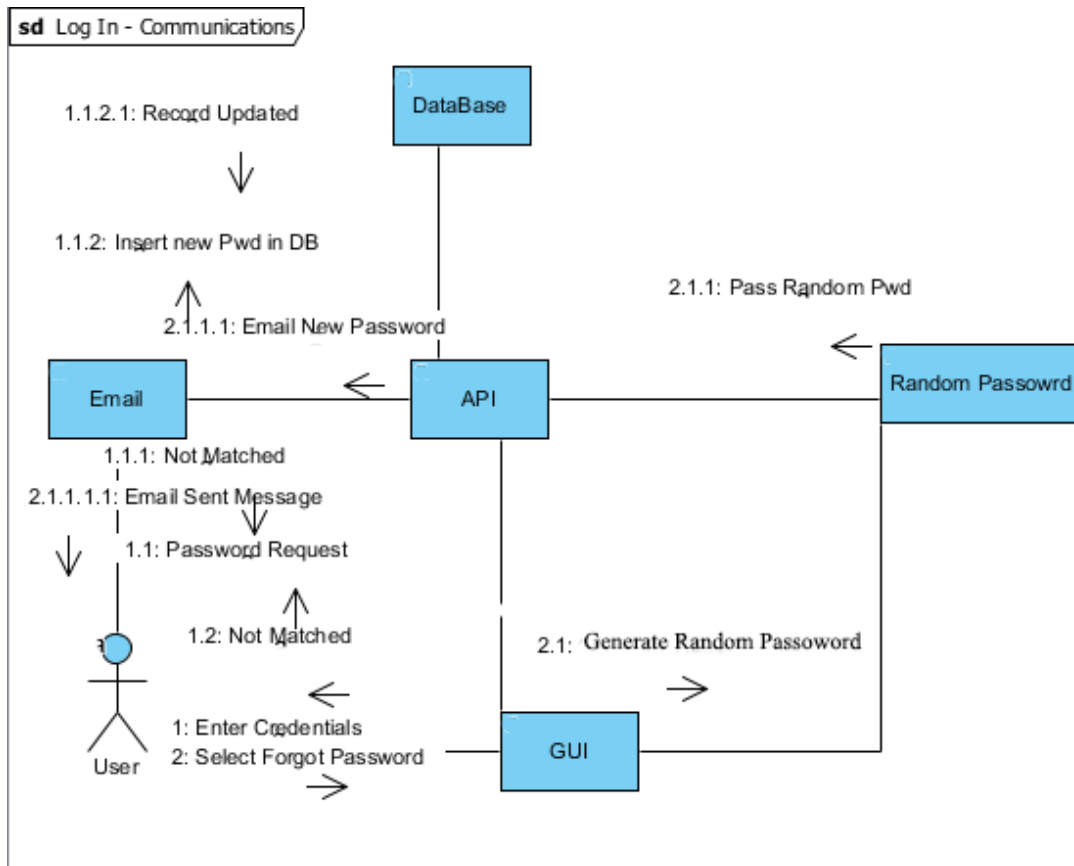 sd Log In - Communications
DataBase
1.1.2.1: Record Updated
1.1.2: Insert new Pwd in DB
2.1.1: Pass Random Pwd
2.1.1.1: Email New Password
Email
API
Random Passowrd
1.1.1: Not Matched
2.1.1.1.1: Email Sent Message
1.1: Password Request
1.2: Not Matched
2.1: Generate Random Passoword
1: Enter Credentials
2: Select Forgot Password
GUI
User